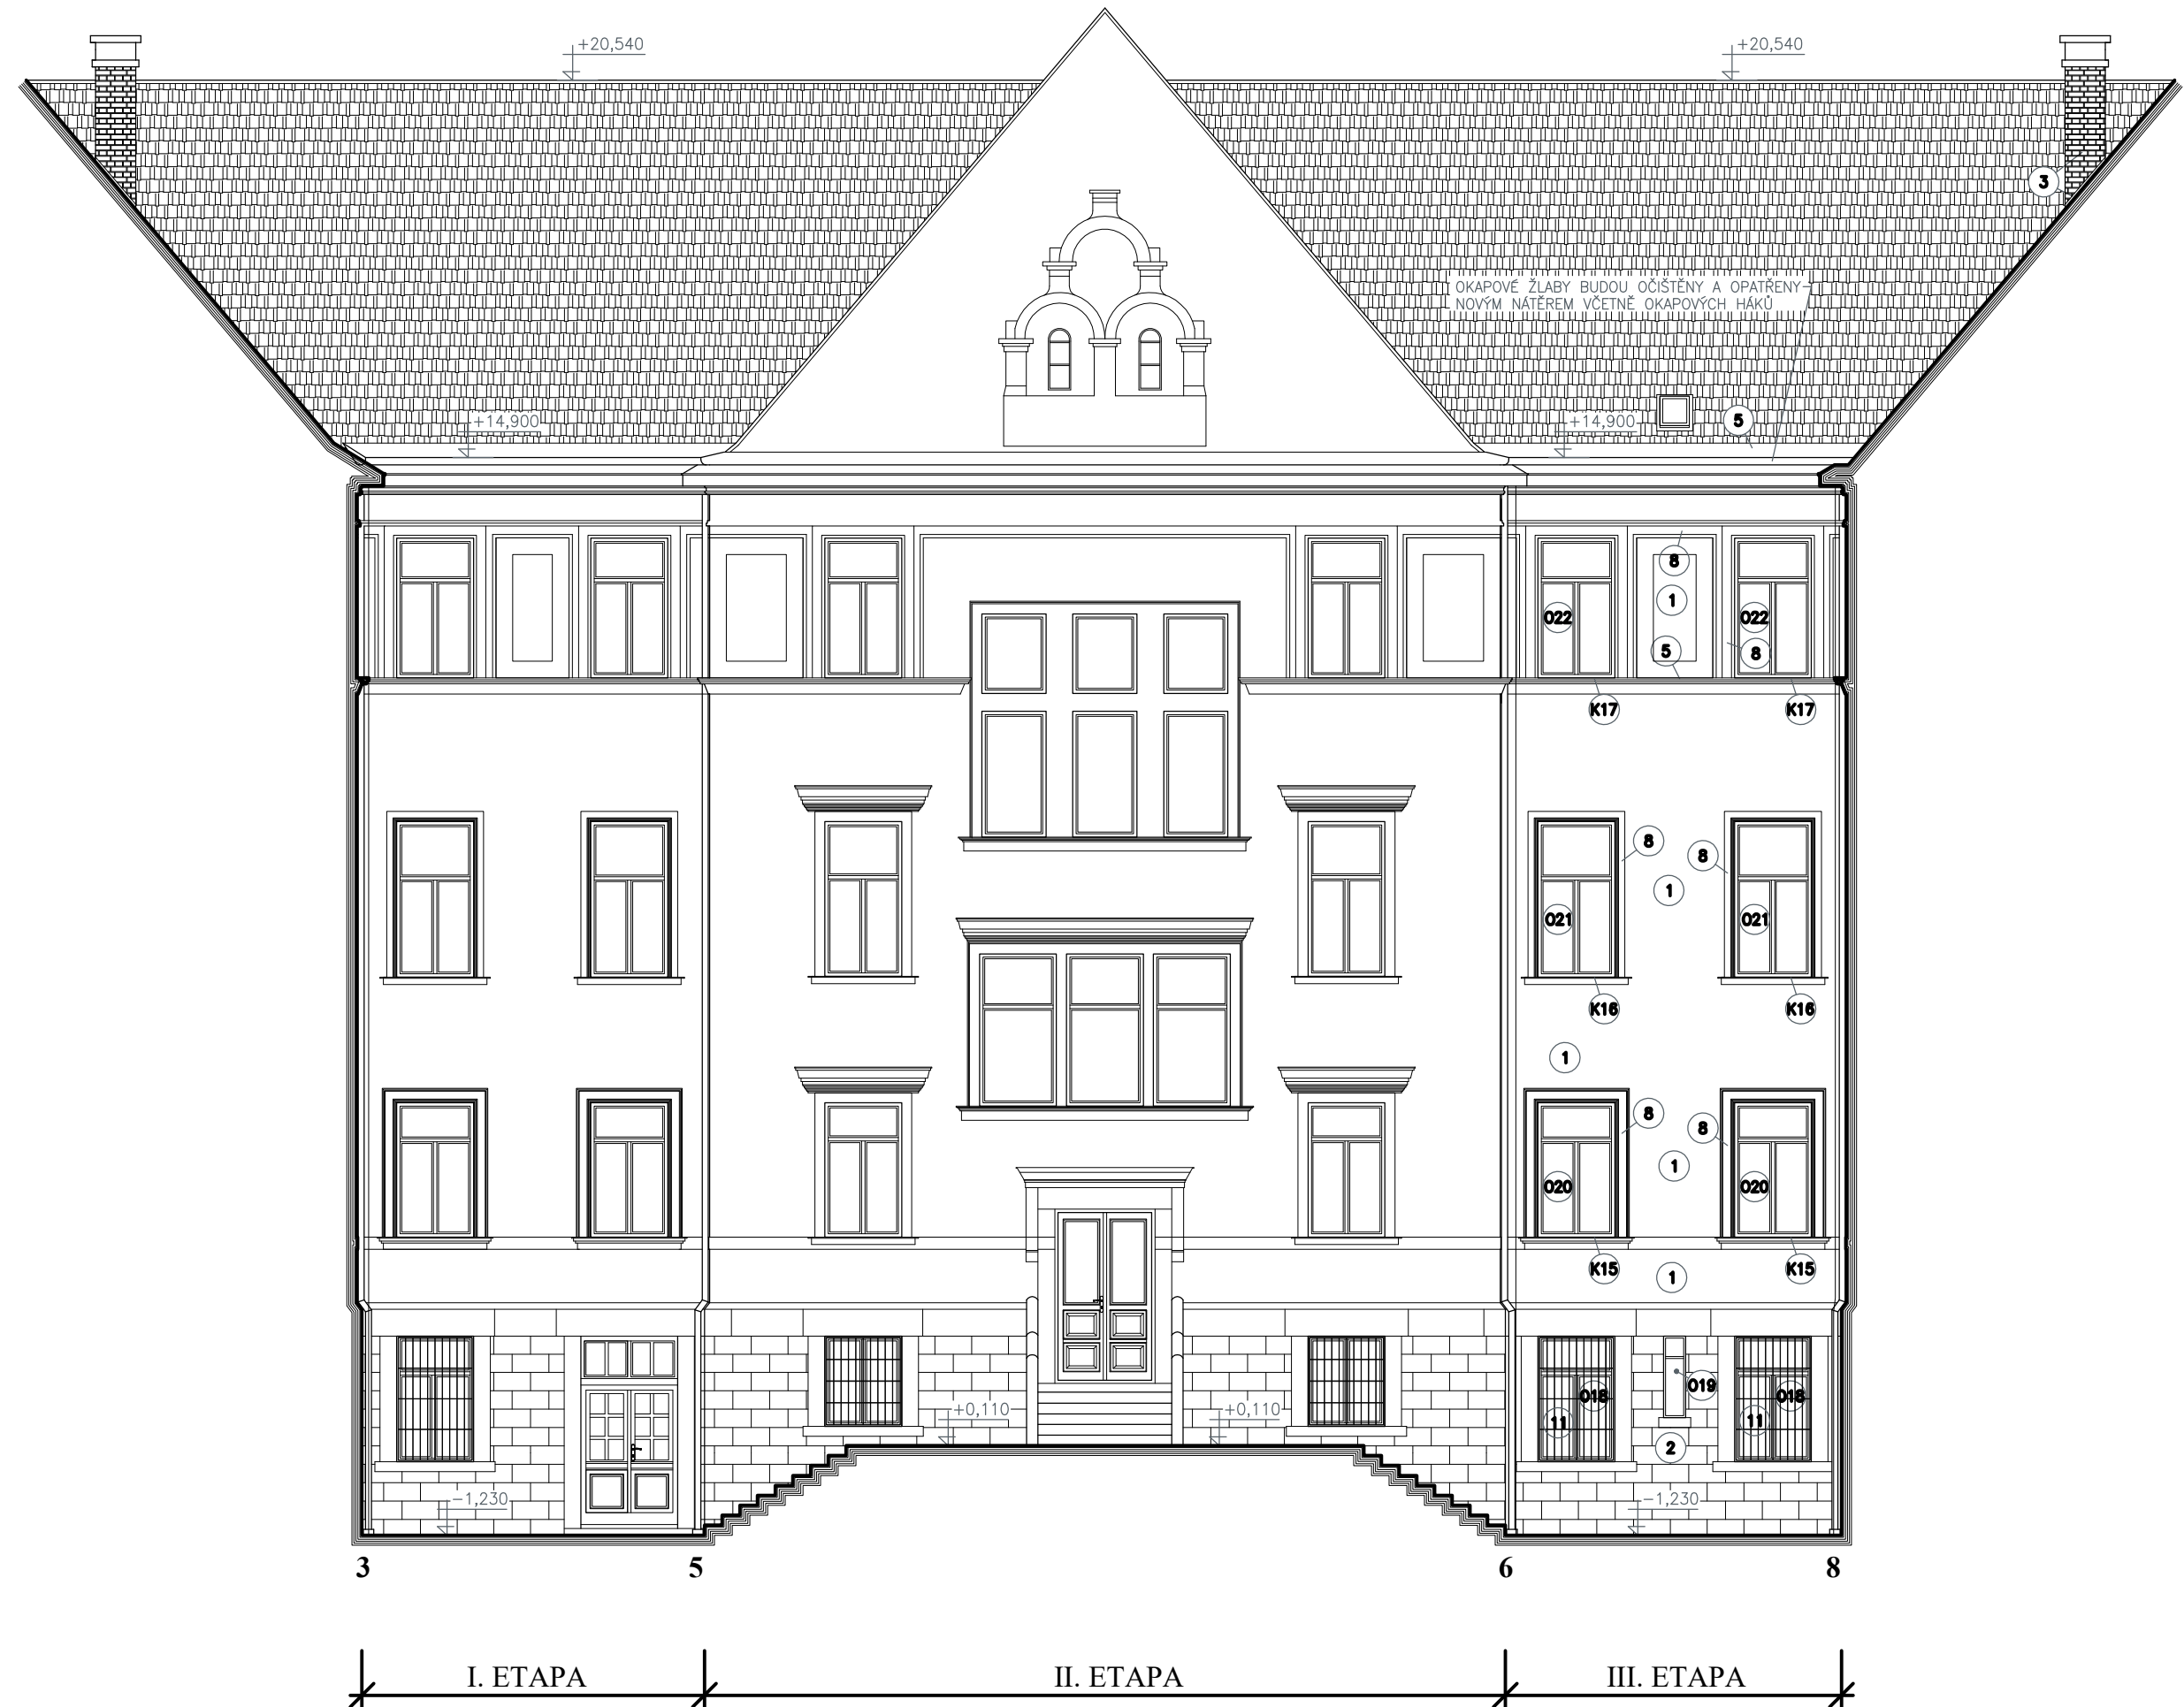 +20,540
+20,540
3
OKAPOVÉ ŽLABY BUDOU OČIŠTĚNY A OPATŘENY
NOVÝM NÁTĚREM VČETNĚ OKAPOVÝCH HÁKŮ
+14,900
+14,900
5
8
1
O22
O22
5
8
K17
K17
8
8
1
O21
O21
K16
K16
1
8
8
1
O20
O20
K15
K15
1
O19
O18
O18
11
11
+0,110
+0,110
2
-1,230
-1,230
3
5
6
8
I. ETAPA
II. ETAPA
III. ETAPA